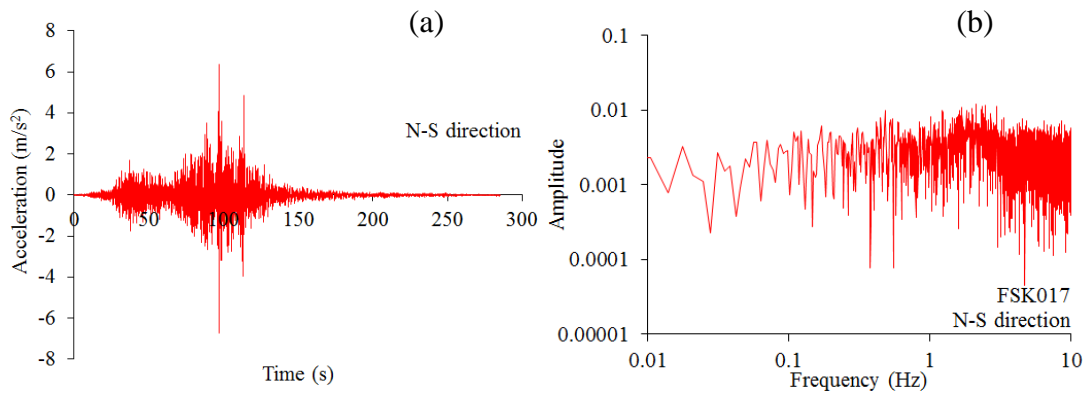 (a)
8
6
4
2
0
-2
-4
-6
-8
Acceleration (m/s²)
N-S direction
0 50 100 150 200 250 300
Time (s)
(b)
0.1
0.01
0.001
0.0001
0.00001
Amplitude
FSK017
N-S direction
0.01 0.1 1 10
Frequency (Hz)